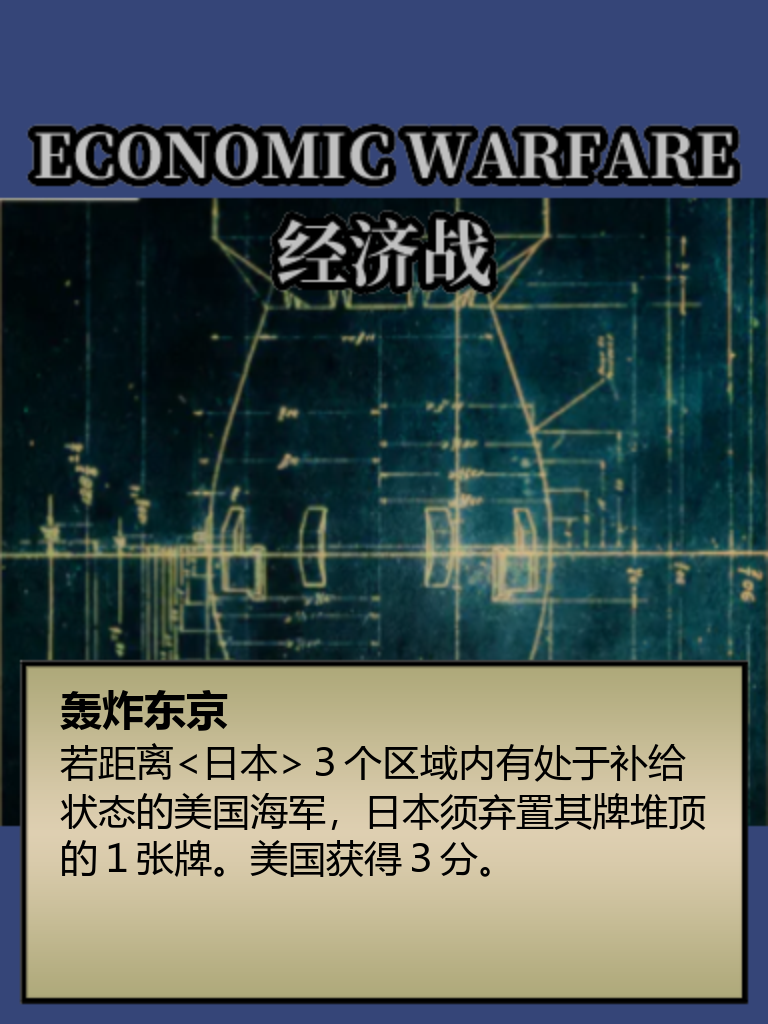 ECONOMIC WARFARE
经济战
轰炸东京
若距离<日本>3个区域内有处于补给
状态的美国海军，日本须弃置其牌堆顶
的1张牌。美国获得3分。